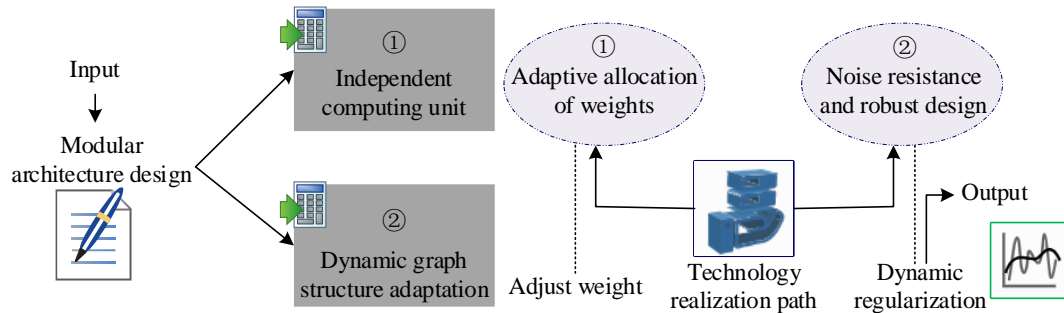 Input
Modular
architecture design
①
Independent
computing unit
②
Dynamic graph
structure adaptation
①
Adaptive allocation
of weights
Adjust weight
②
Noise resistance
and robust design
Technology
realization path
Output
Dynamic
regularization